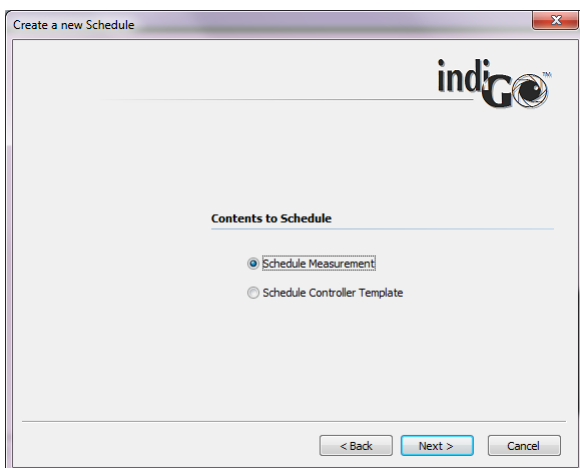 Create a new Schedule
indiGO™
Contents to Schedule
Schedule Measurement
Schedule Controller Template
< Back
Next >
Cancel